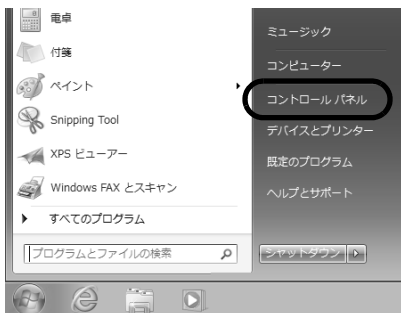 電卓
付箋
ペイント
Snipping Tool
XPS ビューアー
Windows FAX とスキャン
すべてのプログラム
プログラムとファイルの検索
ミュージック
コンピューター
コントロール パネル
デバイスとプリンター
既定のプログラム
ヘルプとサポート
シャットダウン